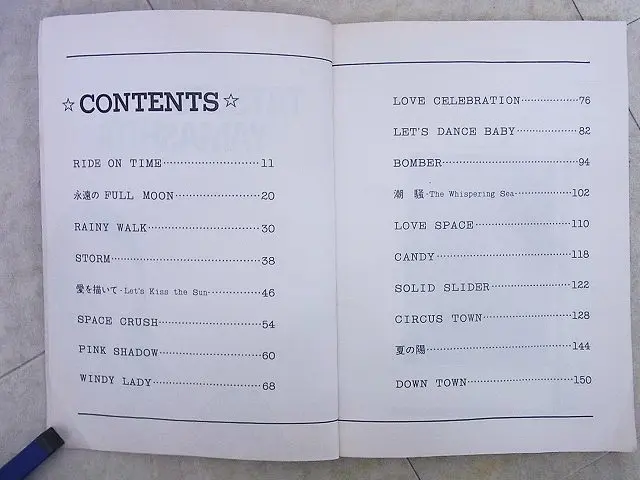 ☆CONTENTS☆
RIDE ON TIME……………………11
永遠の FULL MOON……………………20
RAINY WALK……………………30
STORM……………………38
愛を描いて-Let's Kiss the Sun-……………46
SPACE CRUSH……………………54
PINK SHADOW……………………60
WINDY LADY……………………68
LOVE CELEBRATION……………76
LET'S DANCE BABY……………82
BOMBER……………………94
潮　騒-The Whispering Sea-……………102
LOVE SPACE……………………110
CANDY……………………118
SOLID SLIDER……………………122
CIRCUS TOWN……………………128
夏の陽……………………144
DOWN TOWN……………………150